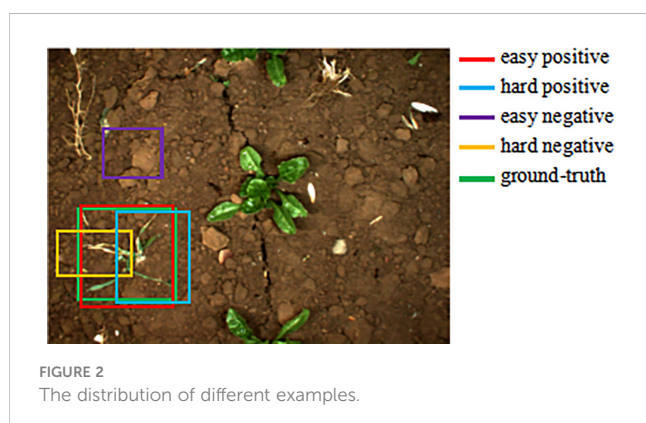 easy positive
hard positive
easy negative
hard negative
ground-truth
FIGURE 2
The distribution of different examples.